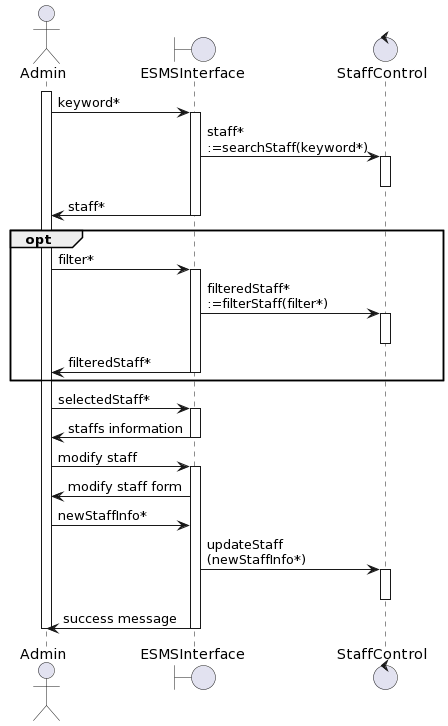 Admin
ESMSInterface
StaffControl
keyword*
staff*
:=searchStaff(keyword*)
staff*
opt
filter*
filteredStaff*
:=filterStaff(filter*)
filteredStaff*
selectedStaff*
staffs information
modify staff
modify staff form
newStaffInfo*
updateStaff
(newStaffInfo*)
success message
Admin
ESMSInterface
StaffControl